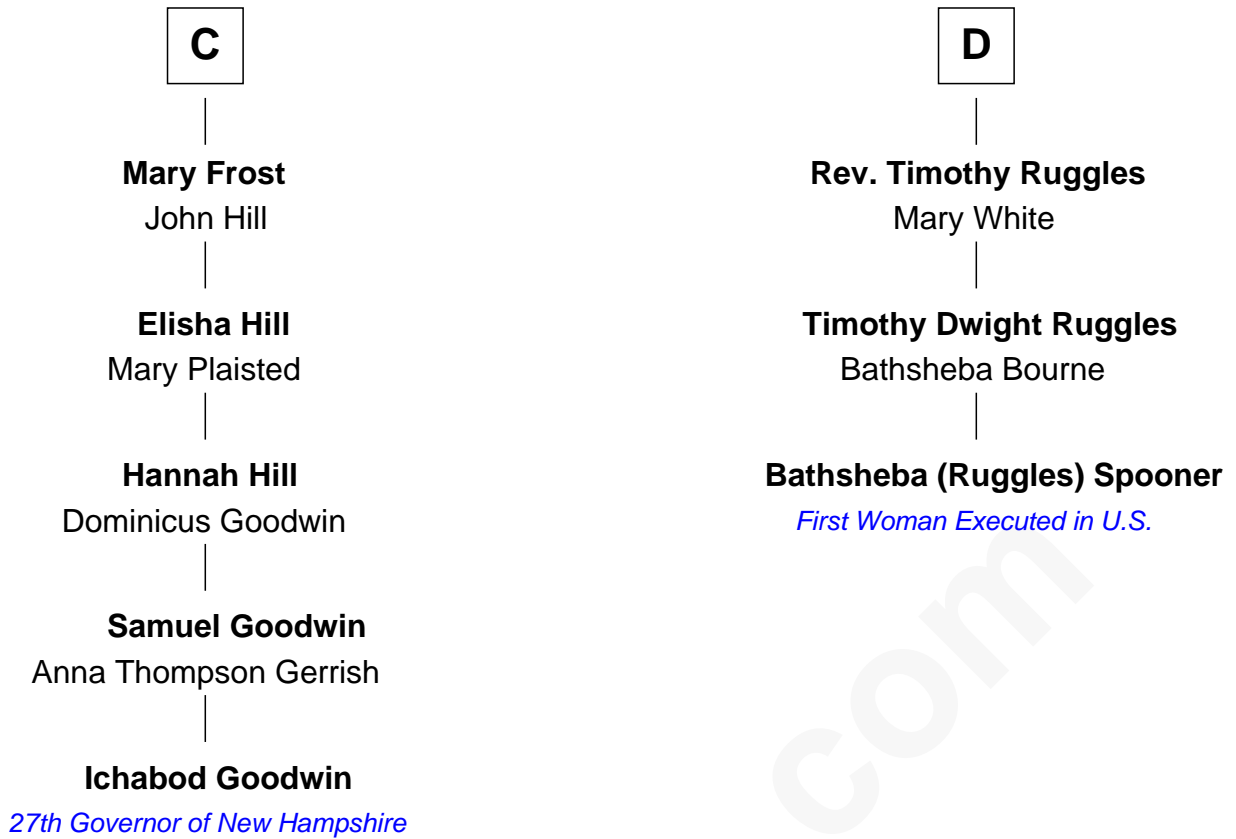 C
Mary Frost
John Hill
Elisha Hill
Mary Plaisted
Hannah Hill
Dominicus Goodwin
Samuel Goodwin
Anna Thompson Gerrish
Ichabod Goodwin
27th Governor of New Hampshire
D
Rev. Timothy Ruggles
Mary White
Timothy Dwight Ruggles
Bathsheba Bourne
Bathsheba (Ruggles) Spooner
First Woman Executed in U.S.
com